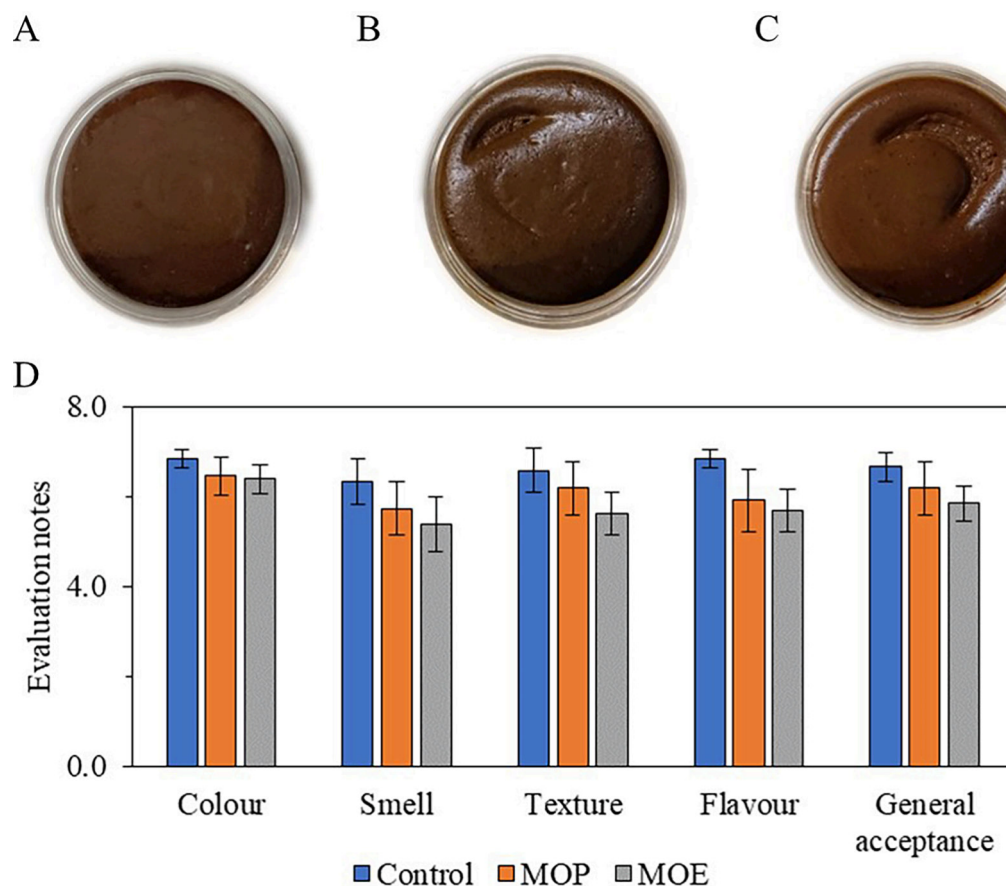 A
B
C
D
8.0
4.0
0.0
Evaluation notes
Colour
Smell
Texture
Flavour
General
acceptance
Control
MOP
MOE